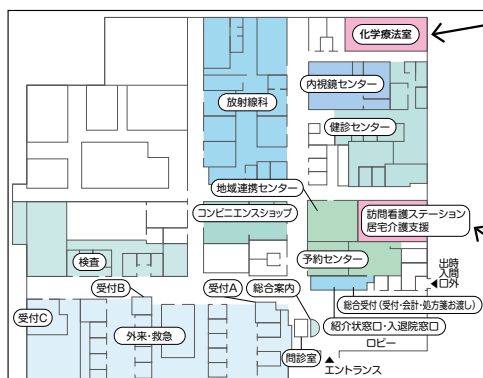 化学療法室
内視鏡センター
放射線科
健診センター
地域連携センター
コンビニエンスショップ
訪問看護ステーション
居宅介護支援
検査
予約センター
出時
入間
口外
受付B
受付A
総合案内
総合受付(受付・会計・処方箋お渡し)
受付C
外来・救急
紹介状窓口・入退院窓口
問診室
ロビー
エントランス